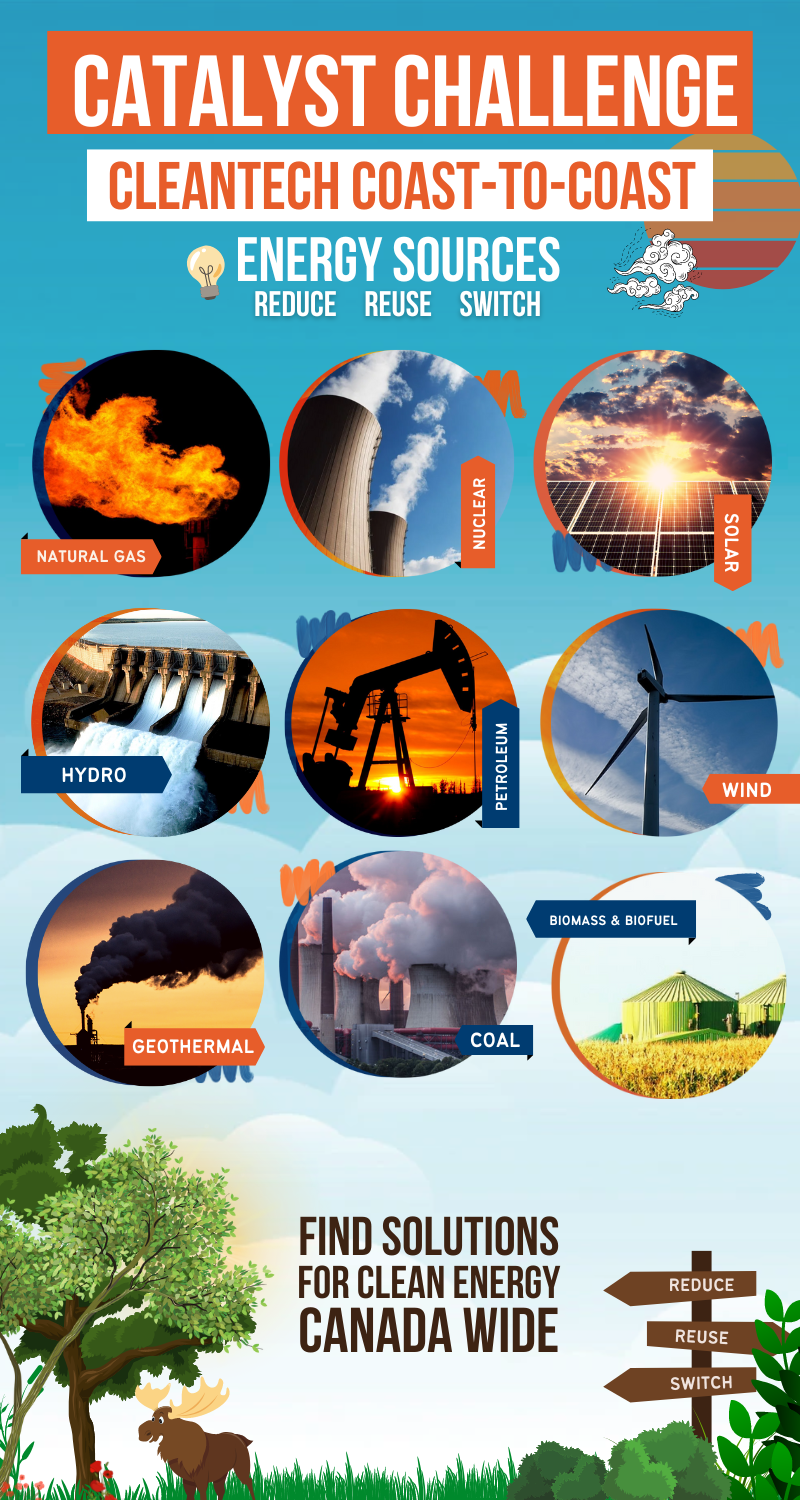 CATALYST CHALLENGE
CLEANTECH COAST-TO-COAST
ENERGY SOURCES
REDUCE REUSE SWITCH
NATURAL GAS
NUCLEAR
SOLAR
HYDRO
PETROLEUM
WIND
GEOTHERMAL
COAL
BIOMASS & BIOFUEL
FIND SOLUTIONS
FOR CLEAN ENERGY
CANADA WIDE
REDUCE
REUSE
SWITCH